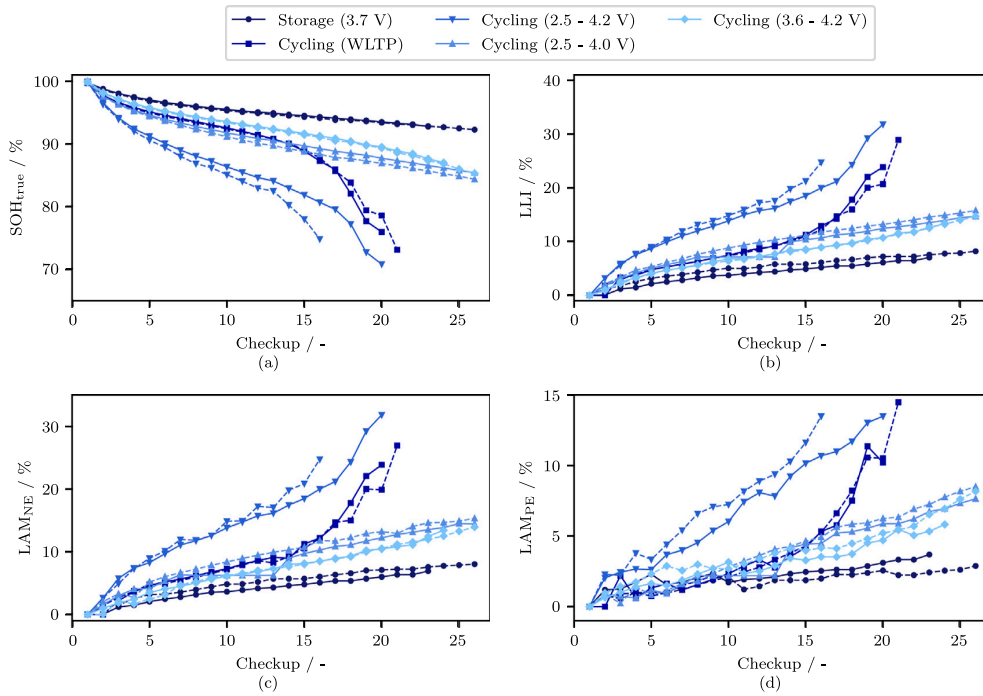 Storage (3.7 V) Cycling (2.5 - 4.2 V) Cycling (3.6 - 4.2 V)
Cycling (WLTP) Cycling (2.5 - 4.0 V)
100
90
80
70
SOH_true / %
0 5 10 15 20 25
Checkup / -
(a)
40
30
20
10
0
LLI / %
0 5 10 15 20 25
Checkup / -
(b)
30
20
10
0
LAM_NE / %
0 5 10 15 20 25
Checkup / -
(c)
15
10
5
0
LAM_PE / %
0 5 10 15 20 25
Checkup / -
(d)